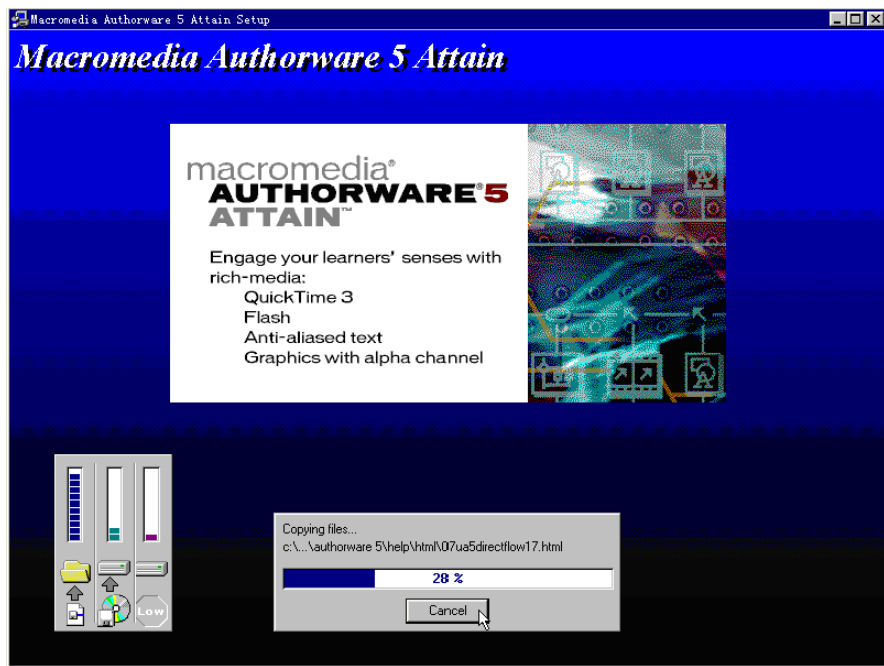 Macromedia Authorware 5 Attain Setup
Macromedia Authorware 5 Attain
macromedia®
AUTHORWARE®5
ATTAIN™
Engage your learners' senses with
rich-media:
QuickTime 3
Flash
Anti-aliased text
Graphics with alpha channel
Copying files...
c:\...\authorware 5\help\html\07ua5directflow17.html
28 %
Cancel
Low